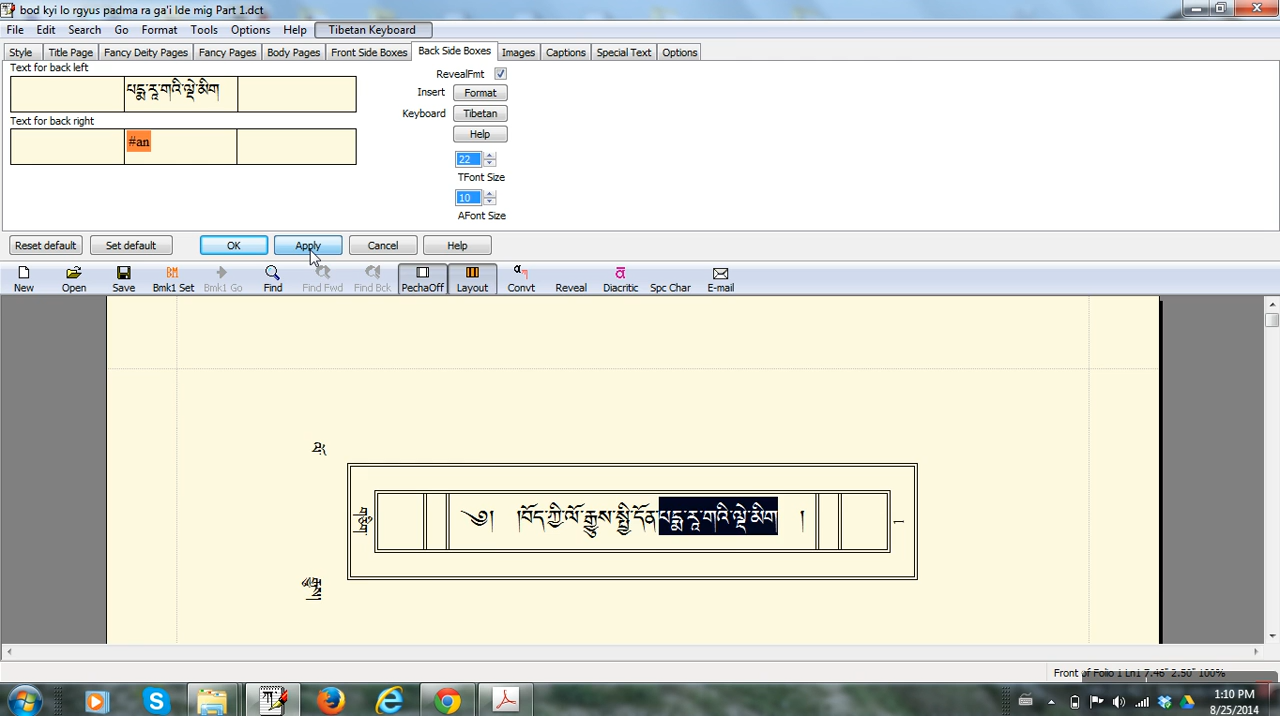 bod kyi lo rgyus padma ra ga'i lde mig Part 1.dct
File Edit Search Go Format Tools Options Help Tibetan Keyboard
Style Title Page Fancy Deity Pages Fancy Pages Body Pages Front Side Boxes Back Side Boxes Images Captions Special Text Options
Text for back left
པདྨ་རཱ་གའི་ལྡེ་མིག
Text for back right
#an
RevealFmt
Insert Format
Keyboard Tibetan
Help
22
TFont Size
10
AFont Size
Reset default Set default OK Apply Cancel Help
New Open Save Bmk1 Set Bmk1 Go Find Find Fwd Find Bck PechaOff Layout Convt Reveal Diacritic Spc Char E-mail
༄། །བོད་ཀྱི་ལོ་རྒྱུས་སྤྱི་དོན་པདྨ་རཱ་གའི་ལྡེ་མིག །
གཅིག།
1
Front of Folio 1 Ln1 7.46" 2.50" 100%
1:10 PM
8/25/2014